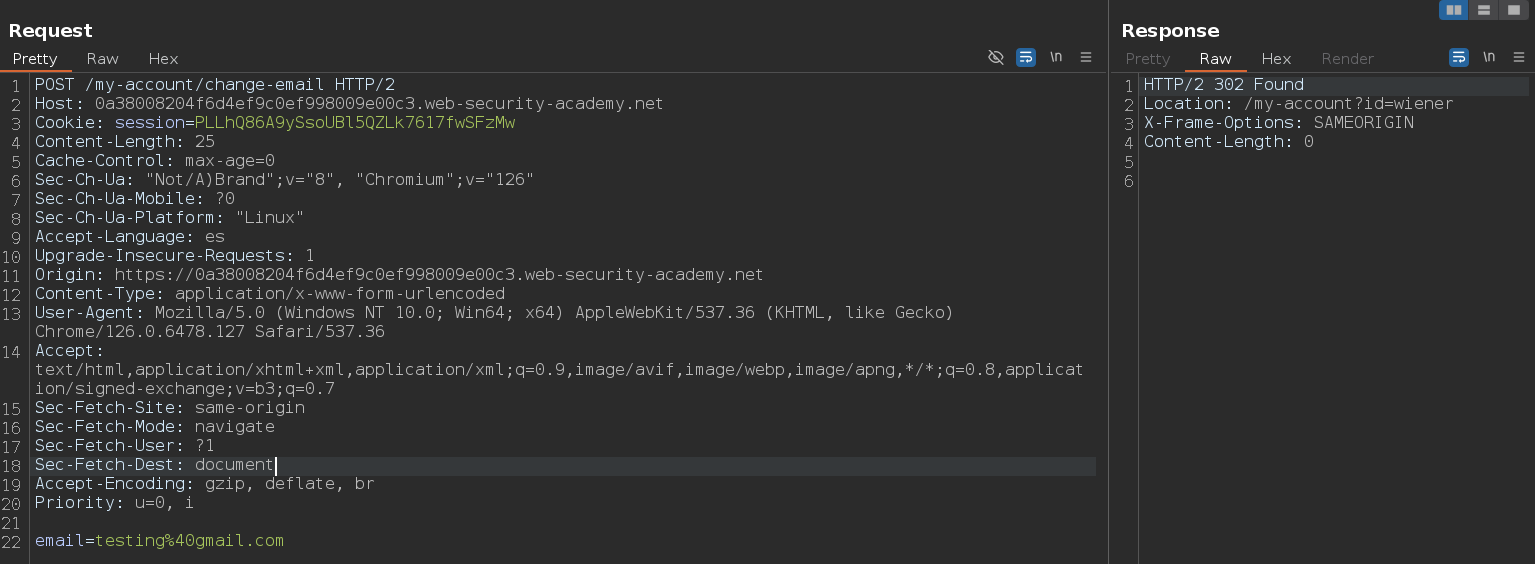 Request
Pretty Raw Hex
\n
1 POST /my-account/change-email HTTP/2
2 Host: 0a38008204f6d4ef9c0ef998009e00c3.web-security-academy.net
3 Cookie: session=PLLhQ86A9ySsoUBl5QZLk7617fwSFzMw
4 Content-Length: 25
5 Cache-Control: max-age=0
6 Sec-Ch-Ua: "Not/A)Brand";v="8", "Chromium";v="126"
7 Sec-Ch-Ua-Mobile: ?0
8 Sec-Ch-Ua-Platform: "Linux"
9 Accept-Language: es
10 Upgrade-Insecure-Requests: 1
11 Origin: https://0a38008204f6d4ef9c0ef998009e00c3.web-security-academy.net
12 Content-Type: application/x-www-form-urlencoded
13 User-Agent: Mozilla/5.0 (Windows NT 10.0; Win64; x64) AppleWebKit/537.36 (KHTML, like Gecko)
Chrome/126.0.6478.127 Safari/537.36
14 Accept:
text/html,application/xhtml+xml,application/xml;q=0.9,image/avif,image/webp,image/apng,*/*;q=0.8,applicat
ion/signed-exchange;v=b3;q=0.7
15 Sec-Fetch-Site: same-origin
16 Sec-Fetch-Mode: navigate
17 Sec-Fetch-User: ?1
18 Sec-Fetch-Dest: document
19 Accept-Encoding: gzip, deflate, br
20 Priority: u=0, i
21
22 email=testing%40gmail.com
Response
Pretty Raw Hex Render
\n
1 HTTP/2 302 Found
2 Location: /my-account?id=wiener
3 X-Frame-Options: SAMEORIGIN
4 Content-Length: 0
5
6